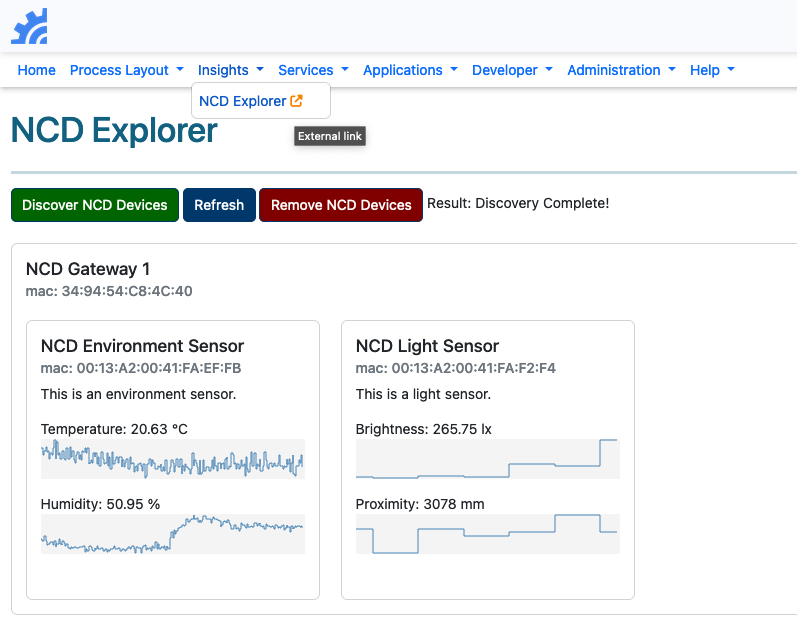 Home Process Layout Insights Services Applications Developer Administration Help
NCD Explorer
External link
NCD Explorer
Discover NCD Devices Refresh Remove NCD Devices Result: Discovery Complete!
NCD Gateway 1
mac: 34:94:54:C8:4C:40
NCD Environment Sensor
mac: 00:13:A2:00:41:FA:EF:FB
This is an environment sensor.
Temperature: 20.63 °C
Humidity: 50.95 %
NCD Light Sensor
mac: 00:13:A2:00:41:FA:F2:F4
This is a light sensor.
Brightness: 265.75 lx
Proximity: 3078 mm